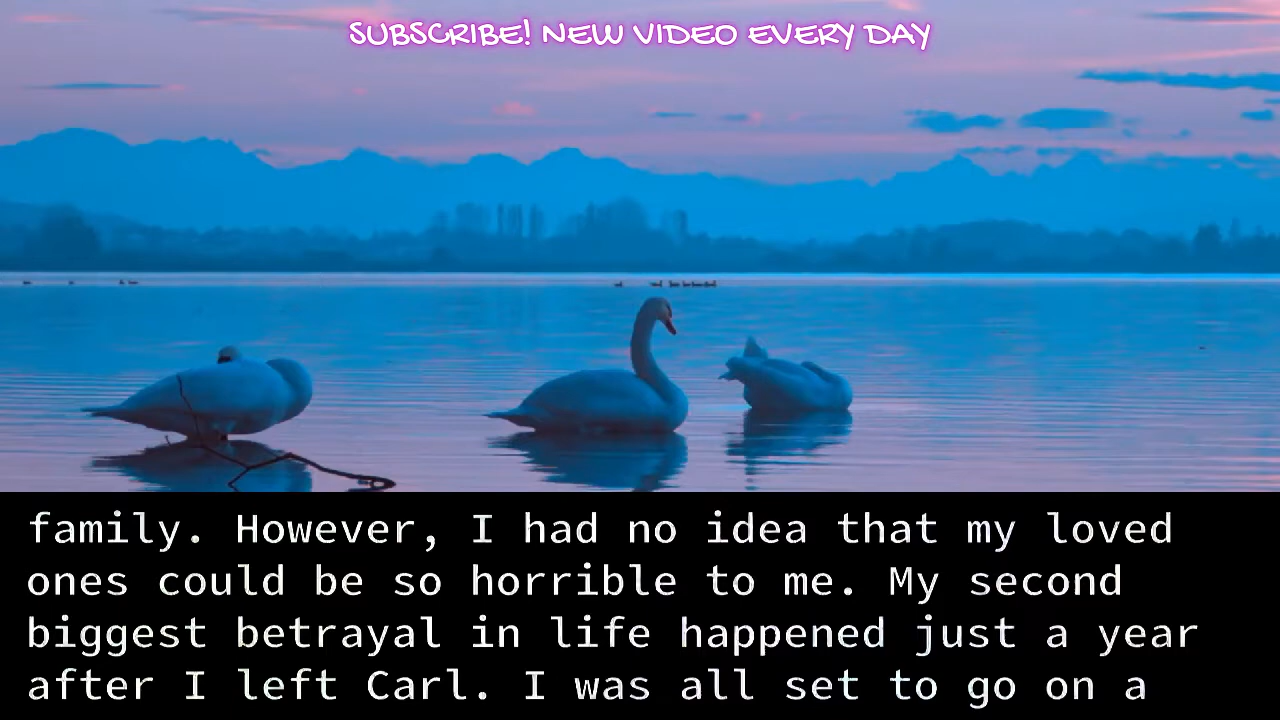 SUBSCRIBE! NEW VIDEO EVERY DAY
family. However, I had no idea that my loved
ones could be so horrible to me. My second
biggest betrayal in life happened just a year
after I left Carl. I was all set to go on a